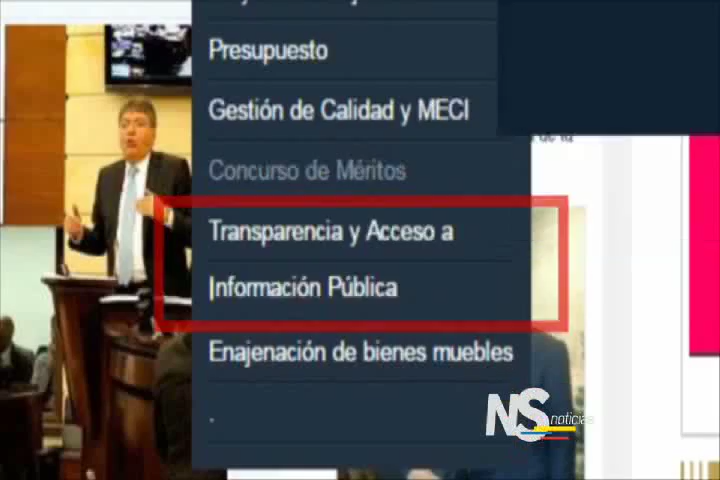 Presupuesto
Gestión de Calidad y MECI
Concurso de Méritos
Transparencia y Acceso a
Información Pública
Enajenación de bienes muebles
.
NS
noticias